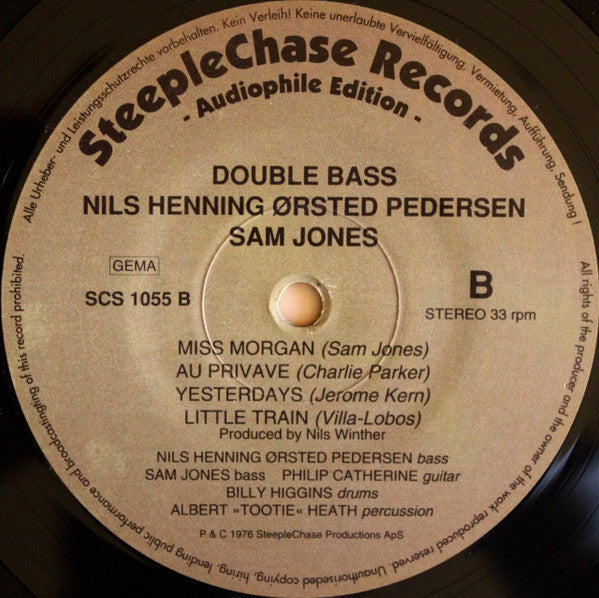 Alle Urheber- und Leistungsschutzrechte vorbehalten. Kein Verleih! Keine unerlaubte Vervielfältigung, Vermietung, Aufführung, Sendung !
SteepleChase Records
- Audiophile Edition -
DOUBLE BASS
NILS HENNING ØRSTED PEDERSEN
SAM JONES
GEMA
SCS 1055 B
B
STEREO 33 rpm
MISS MORGAN (Sam Jones)
AU PRIVAVE (Charlie Parker)
YESTERDAYS (Jerome Kern)
LITTLE TRAIN (Villa-Lobos)
Produced by Nils Winther
NILS HENNING ØRSTED PEDERSEN bass
SAM JONES bass PHILIP CATHERINE guitar
BILLY HIGGINS drums
ALBERT »TOOTIE« HEATH percussion
P & C 1976 SteepleChase Productions ApS
All rights of the producer and the owner of the work reproduced reserved. Unauthoriseded copying, hiring, lending public performance and broadcastinging of this record prohibited.